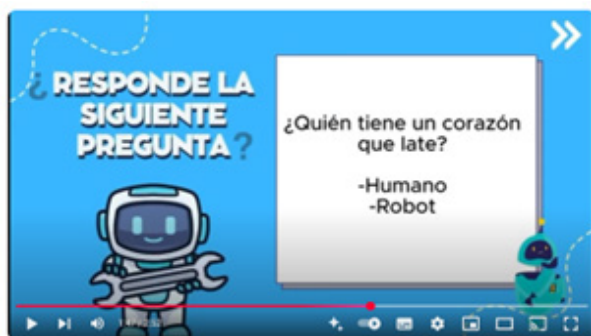 ¿ RESPONDE LA
SIGUIENTE
PREGUNTA ?
¿Quién tiene un corazón
que late?
-Humano
-Robot